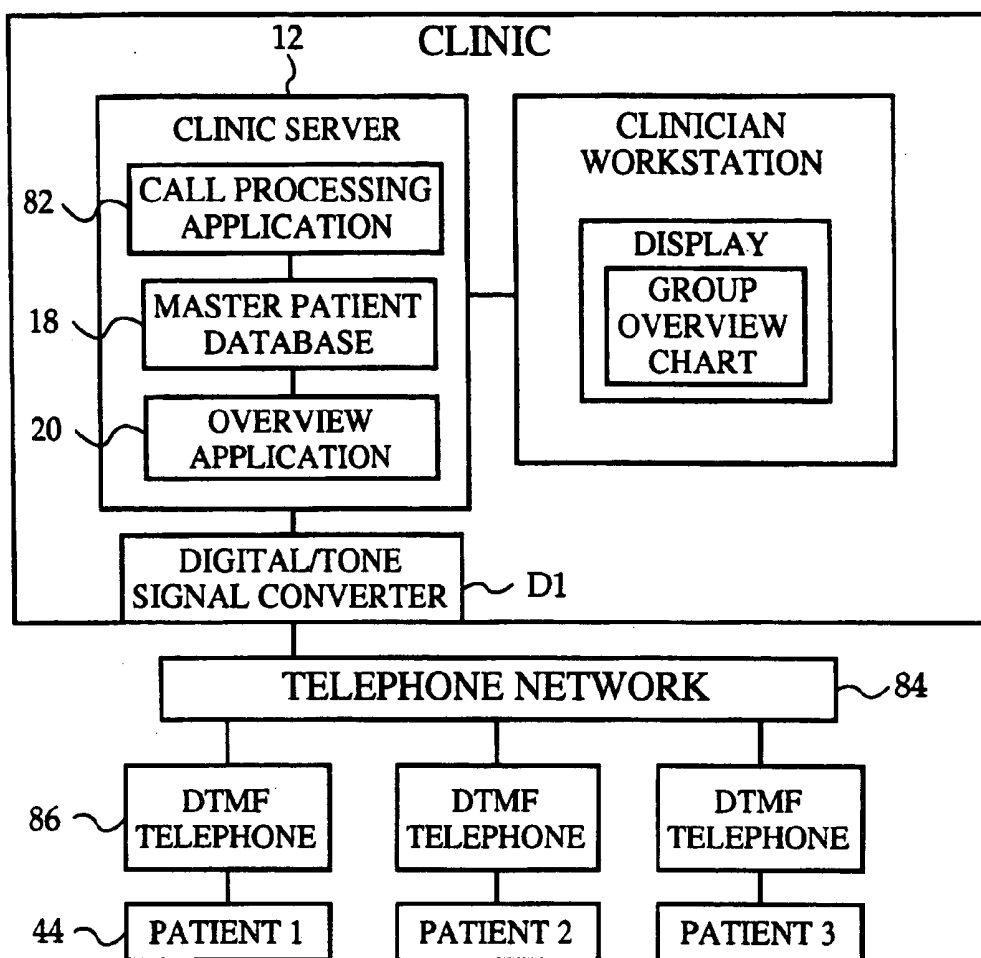 CLINIC
12
CLINIC SERVER
82
CALL PROCESSING
APPLICATION
18
MASTER PATIENT
DATABASE
20
OVERVIEW
APPLICATION
CLINICIAN
WORKSTATION
DISPLAY
GROUP
OVERVIEW
CHART
DIGITAL/TONE
SIGNAL CONVERTER
D1
TELEPHONE NETWORK
84
86
DTMF
TELEPHONE
DTMF
TELEPHONE
DTMF
TELEPHONE
44
PATIENT 1
PATIENT 2
PATIENT 3